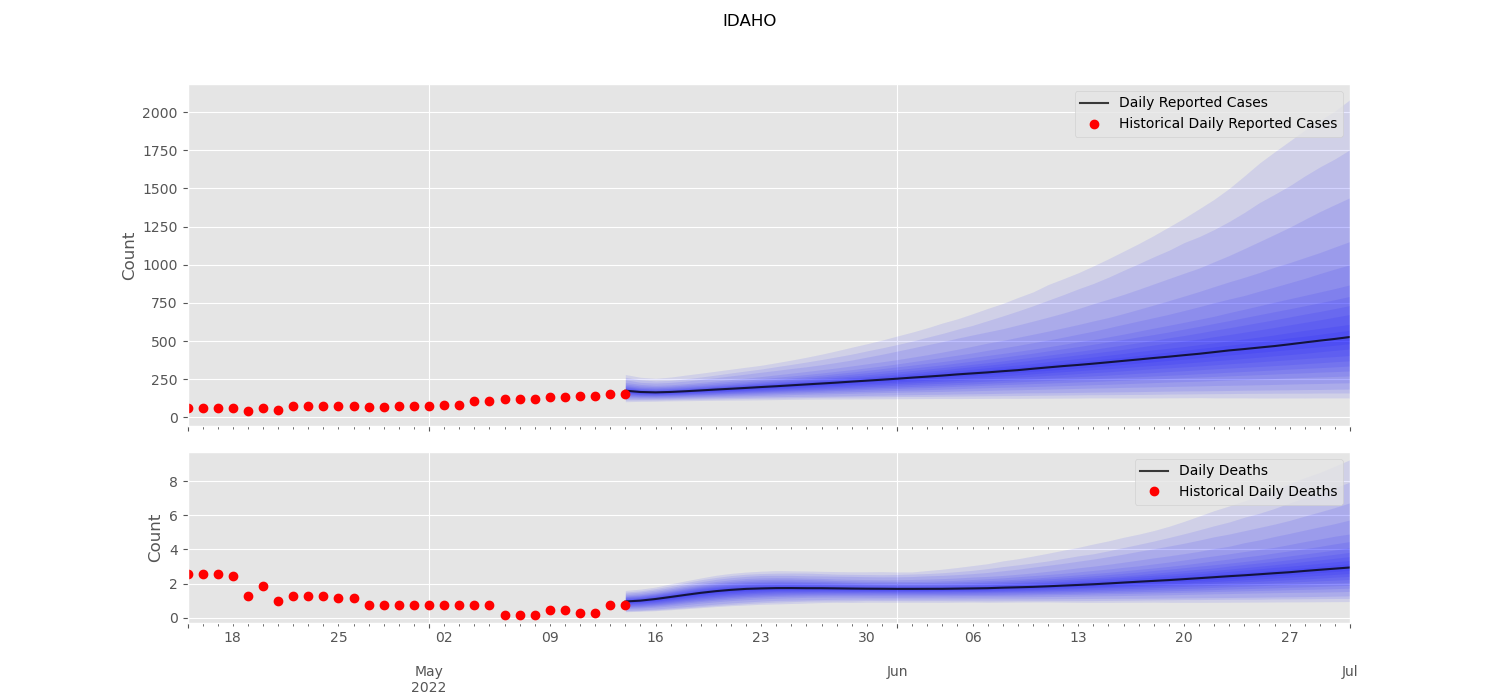 IDAHO
Daily Reported Cases
Historical Daily Reported Cases
Count
2000
1750
1500
1250
1000
750
500
250
0
Daily Deaths
Historical Daily Deaths
Count
8
6
4
2
0
18 25 02 09 16 23 30 06 13 20 27
May Jun Jul
2022